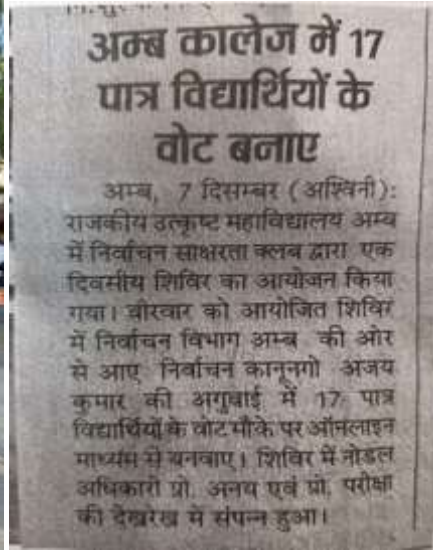 अम्ब कालेज में 17
पात्र विद्यार्थियों के
वोट बनाए
अम्ब, 7 दिसम्बर (अश्विनी):
राजकीय उत्कृष्ट महाविद्यालय अम्ब
में निर्वाचन साक्षरता क्लब द्वारा एक
दिवसीय शिविर का आयोजन किया
गया। वीरवार को आयोजित शिविर
में निर्वाचन विभाग अम्ब की ओर
से आए निर्वाचन कानूनगो अजय
कुमार की अगुवाई में 17 पात्र
विद्यार्थियों के वोट मौके पर ऑनलाइन
माध्यम से बनवाए। शिविर में नोडल
अधिकारी प्रो. अनय एवं प्रो. परीक्षा
की देखरेख में संपन्न हुआ।